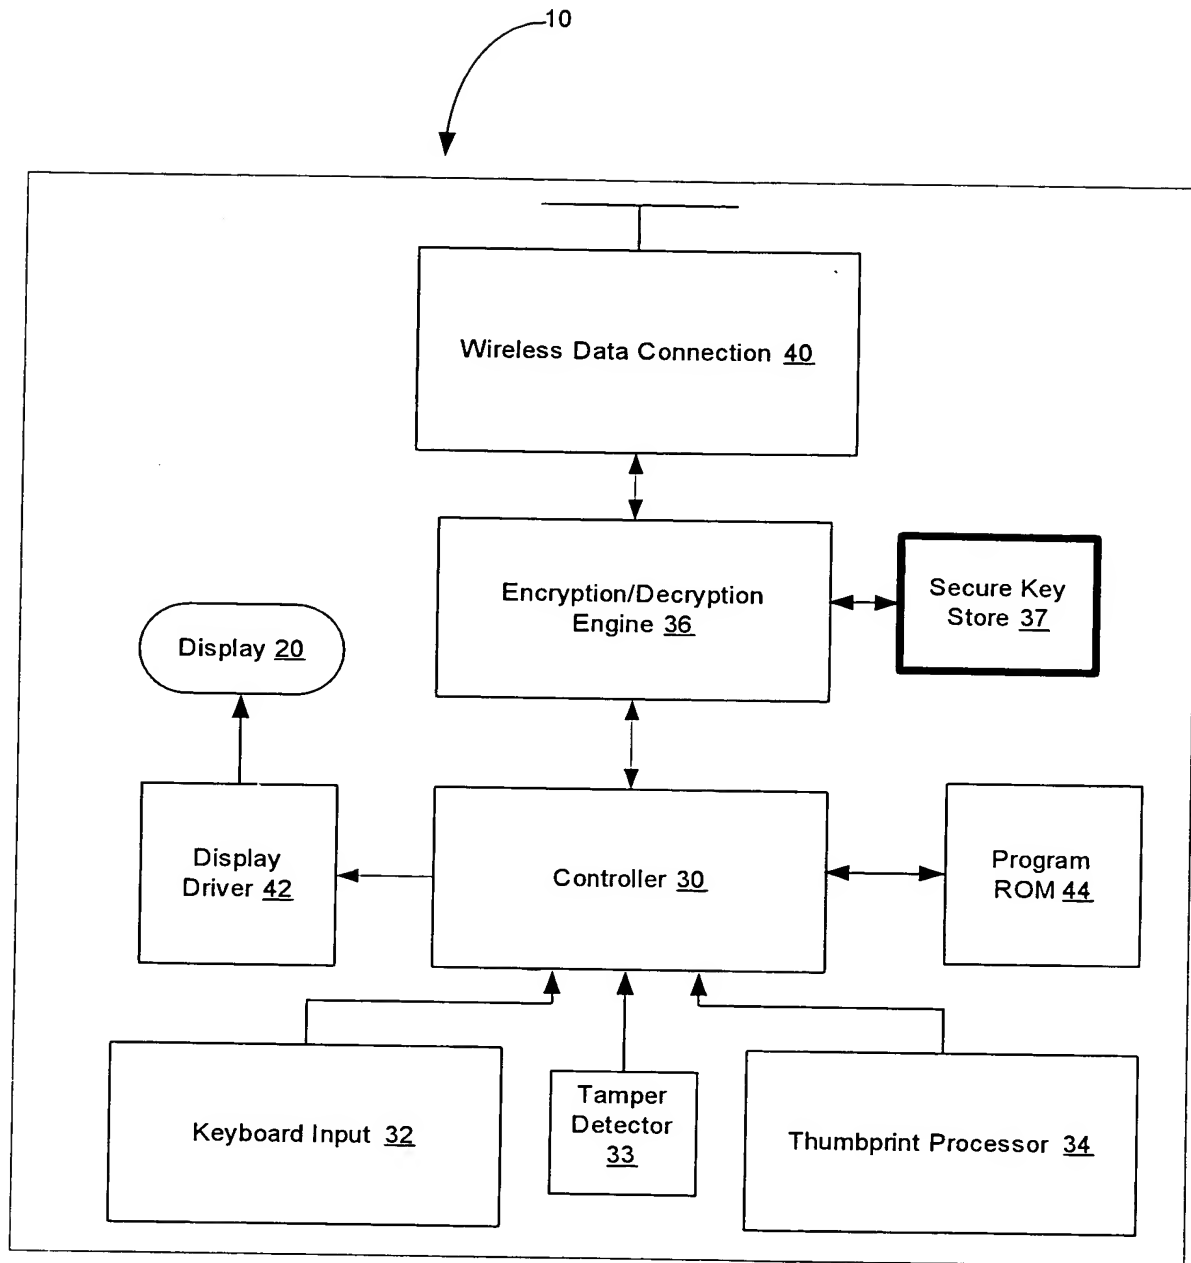 10
Wireless Data Connection 40
Encryption/Decryption
Engine 36
Secure Key
Store 37
Display 20
Display
Driver 42
Controller 30
Program
ROM 44
Keyboard Input 32
Tamper
Detector
33
Thumbprint Processor 34